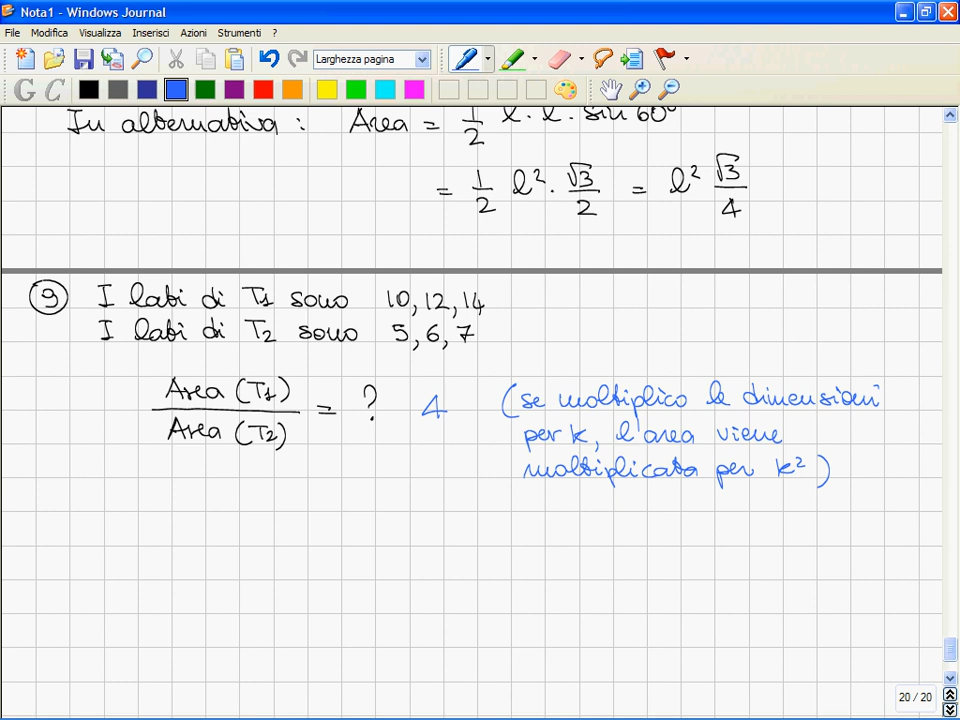 Nota1 - Windows Journal
File Modifica Visualizza Inserisci Azioni Strumenti ?
Larghezza pagina
G C
In alternativa : Area = 1/2 l · l · sin 60°
= 1/2 l² · √3/2 = l² √3/4
9 I lati di T1 sono 10, 12, 14
I lati di T2 sono 5, 6, 7
Area (T1) / Area (T2) = ? 4 (se moltiplico le dimensioni
per k, l'area viene
moltiplicata per k²)
20 / 20